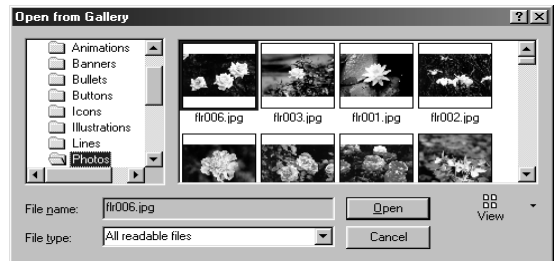 Open from Gallery
Animations
Banners
Bullets
Buttons
Icons
Illustrations
Lines
Photos
flr006.jpg
flr003.jpg
flr001.jpg
flr002.jpg
File name:
flr006.jpg
Open
View
File type:
All readable files
Cancel